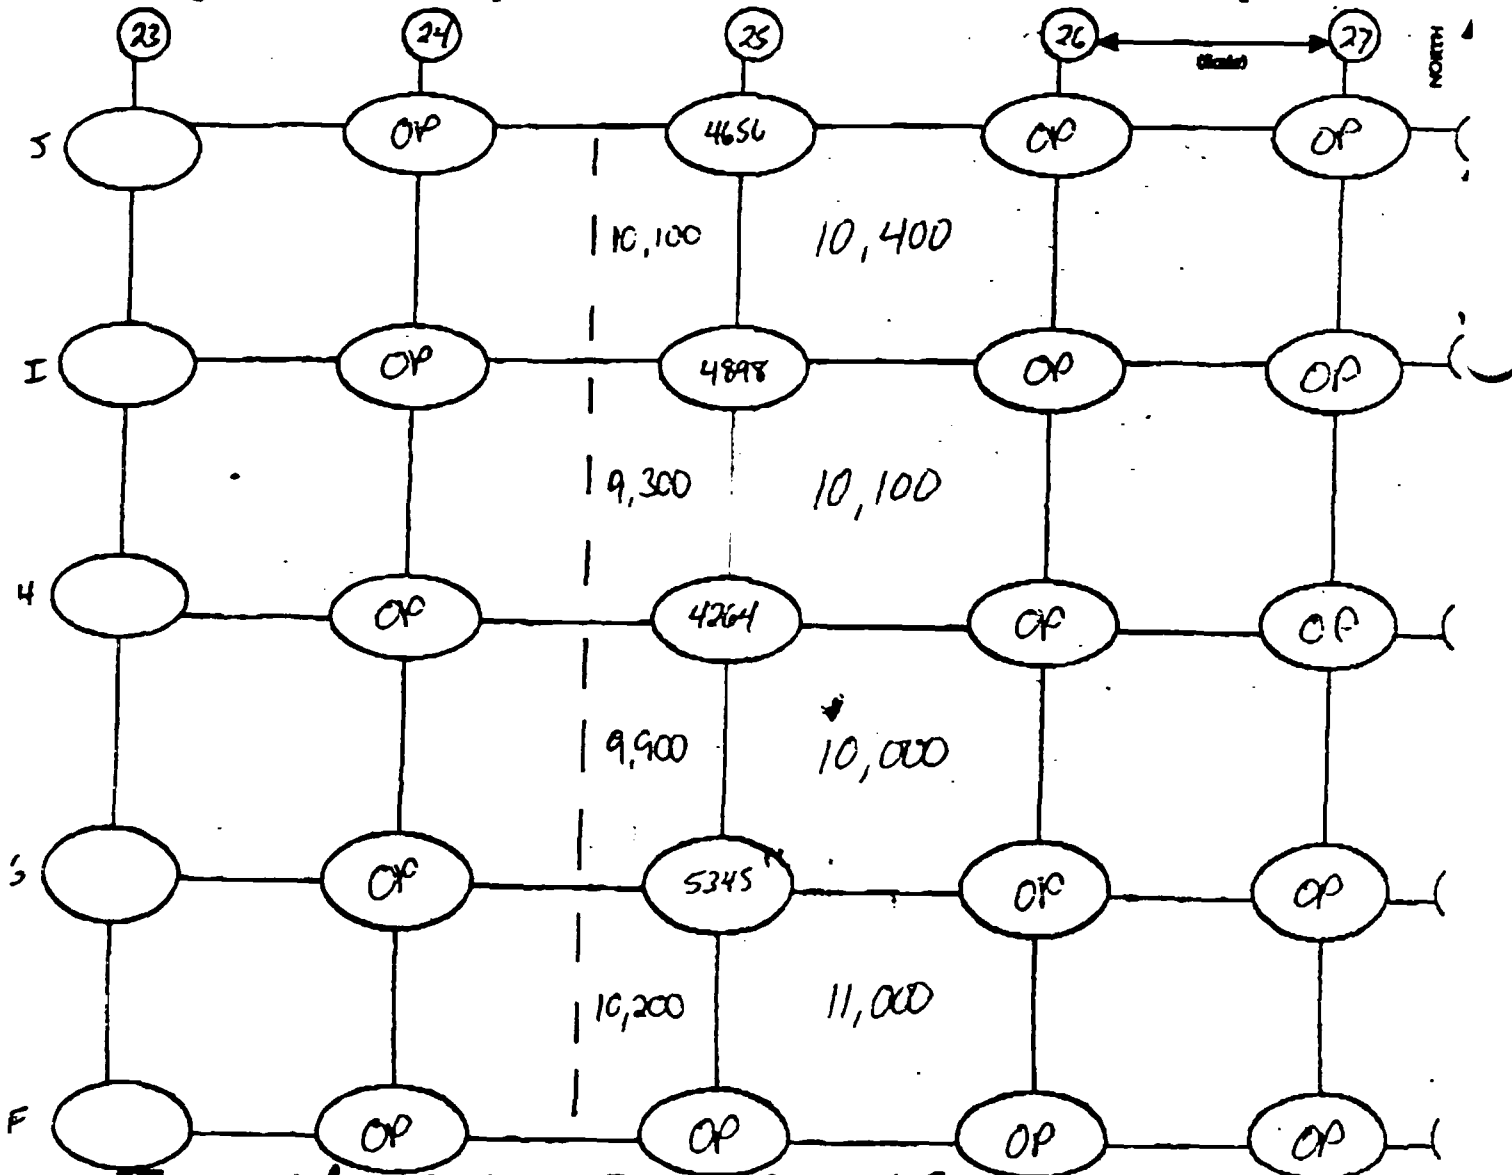 23 24 25 26 27
NORTH
J OP 4656 OP OP
10,100 10,400
I OP 4898 OP OP
9,300 10,100
H OP 4264 OP OP
9,900 10,000
OP 5345 OP OP
10,200 11,000
F OP OP OP OP